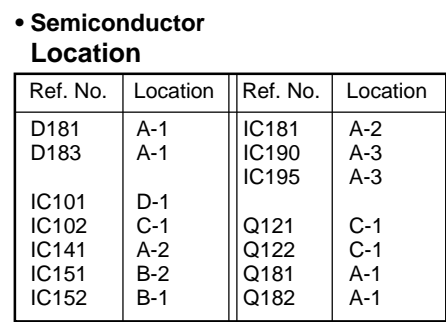 • Semiconductor
Location
Ref. No. Location Ref. No. Location
D181 A-1 IC181 A-2
D183 A-1 IC190 A-3
IC195 A-3
IC101 D-1
IC102 C-1 Q121 C-1
IC141 A-2 Q122 C-1
IC151 B-2 Q181 A-1
IC152 B-1 Q182 A-1